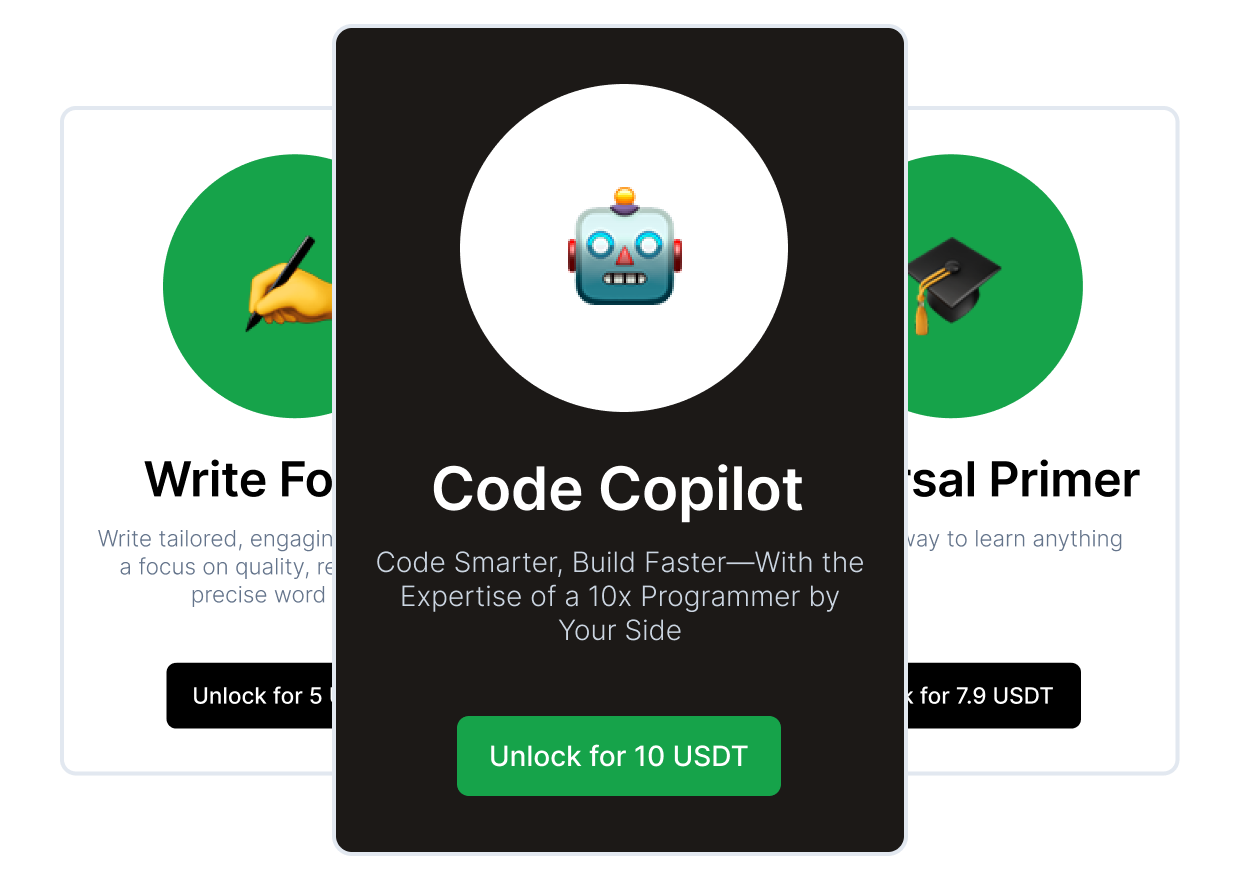 Write Fo
Write tailored, engagin
a focus on quality, re
precise word
Unlock for 5
Code Copilot
Code Smarter, Build Faster—With the
Expertise of a 10x Programmer by
Your Side
Unlock for 10 USDT
rsal Primer
way to learn anything
k for 7.9 USDT